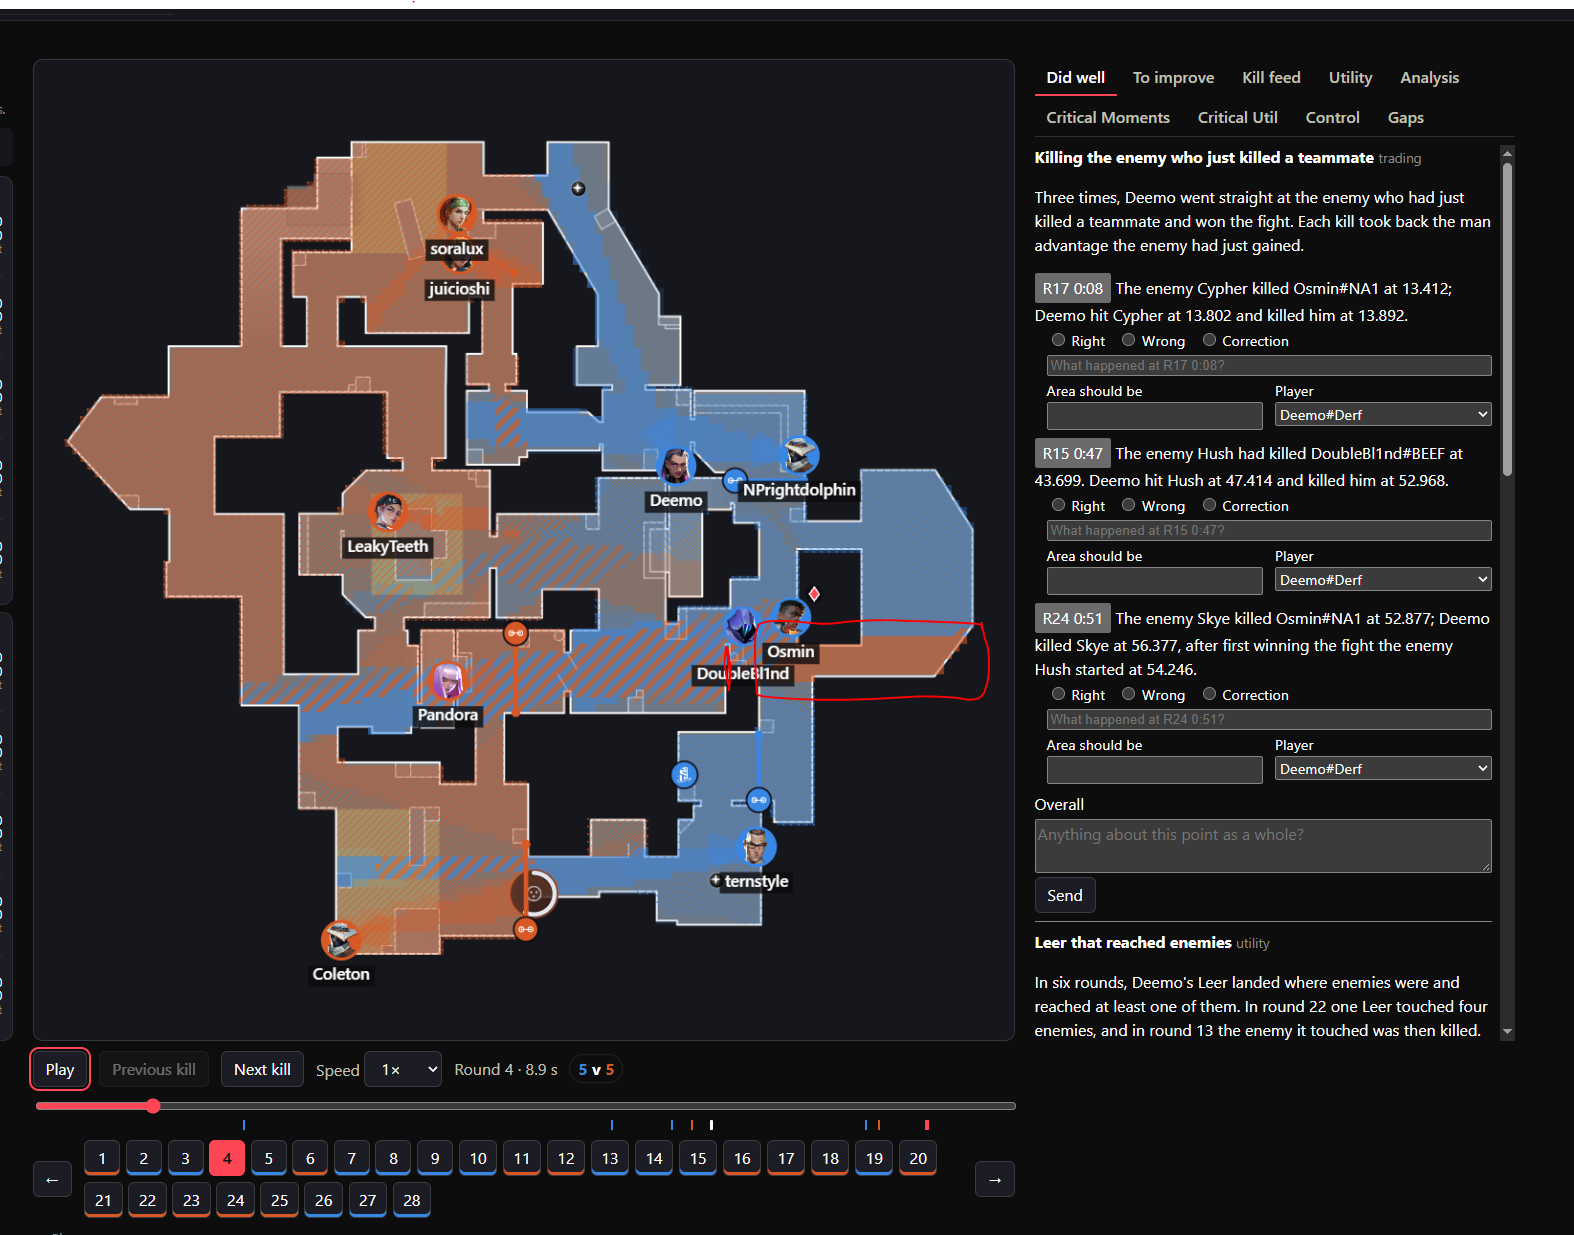 s.
Did well
To improve
Kill feed
Utility
Analysis
Critical Moments
Critical Util
Control
Gaps
soralux
juicioshi
Deemo
NPrightdolphin
LeakyTeeth
Osmin
DoubleBl1nd
Pandora
ternstyle
Coleton
Killing the enemy who just killed a teammate trading
Three times, Deemo went straight at the enemy who had just
killed a teammate and won the fight. Each kill took back the man
advantage the enemy had just gained.
R17 0:08 The enemy Cypher killed Osmin#NA1 at 13.412;
Deemo hit Cypher at 13.802 and killed him at 13.892.
Right Wrong Correction
What happened at R17 0:08?
Area should be Player
Deemo#Derf
R15 0:47 The enemy Hush had killed DoubleBl1nd#BEEF at
43.699. Deemo hit Hush at 47.414 and killed him at 52.968.
Right Wrong Correction
What happened at R15 0:47?
Area should be Player
Deemo#Derf
R24 0:51 The enemy Skye killed Osmin#NA1 at 52.877; Deemo
killed Skye at 56.377, after first winning the fight the enemy
Hush started at 54.246.
Right Wrong Correction
What happened at R24 0:51?
Area should be Player
Deemo#Derf
Overall
Anything about this point as a whole?
Send
Leer that reached enemies utility
In six rounds, Deemo's Leer landed where enemies were and
reached at least one of them. In round 22 one Leer touched four
enemies, and in round 13 the enemy it touched was then killed.
Play Previous kill Next kill Speed 1× Round 4 · 8.9 s 5 v 5
← 1 2 3 4 5 6 7 8 9 10 11 12 13 14 15 16 17 18 19 20 →
21 22 23 24 25 26 27 28